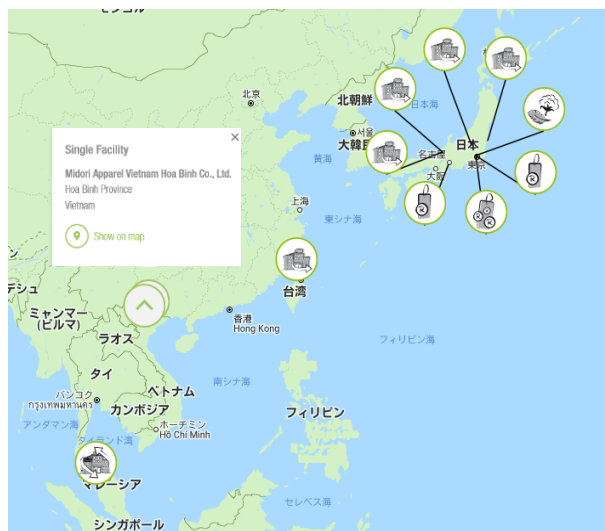 モンゴル
北京
北朝鮮
日本海
서울
大韓民
日本
名古屋
東京
大阪
黄海
×
Single Facility
Midori Apparel Vietnam Hoa Binh Co., Ltd.
Hoa Binh Province
Vietnam
Show on map
上海
東シナ海
デシュ
台湾
ミャンマー
(ビルマ)
香港
Hong Kong
ラオス
フィリピン海
タイ
南シナ海
バンコク
กรุงเทพมหานคร
ベトナム
カンボジア
フィリピン
アンダマン海
ホーチミン
Hồ Chí Minh
タイランド湾
マレーシア
セレベス海
シンガポール